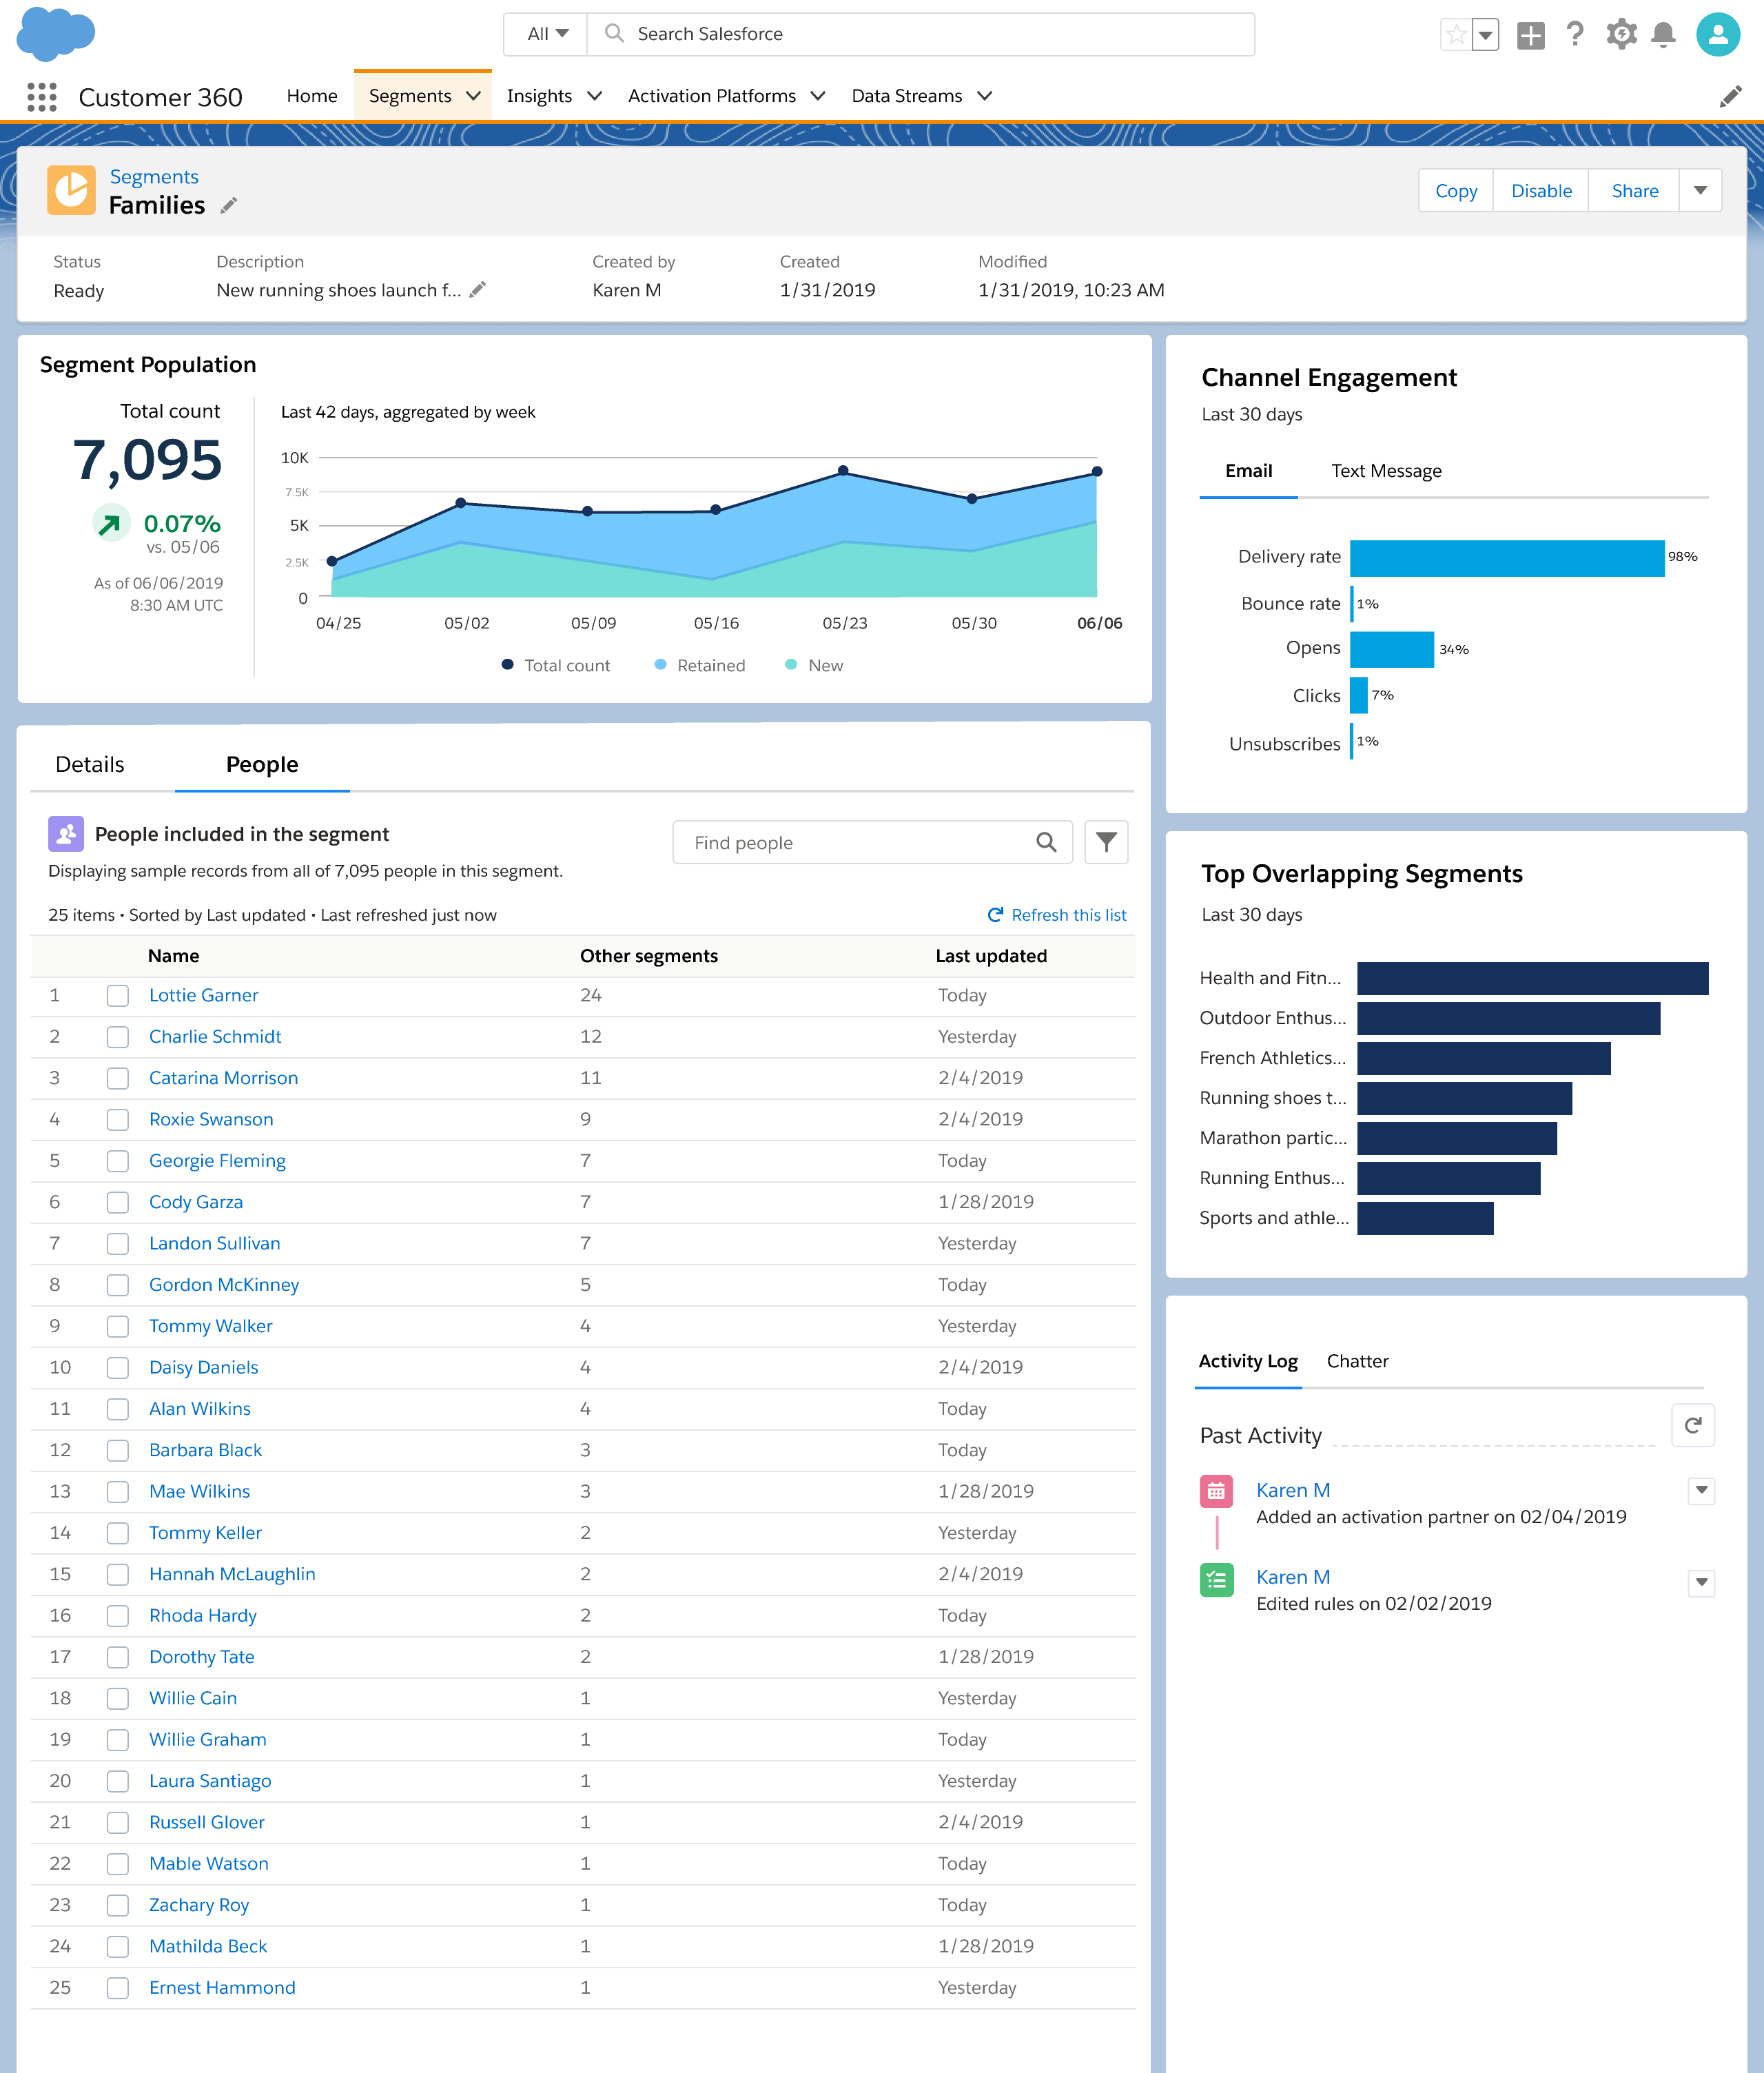 All
Search Salesforce
Customer 360
Home
Segments
Insights
Activation Platforms
Data Streams
Segments
Families
Copy
Disable
Share
Status
Description
Created by
Created
Modified
Ready
New running shoes launch f...
Karen M
1/31/2019
1/31/2019, 10:23 AM
Segment Population
Total count
7,095
0.07%
vs. 05/06
As of 06/06/2019
8:30 AM UTC
Last 42 days, aggregated by week
10K
7.5K
5K
2.5K
0
04/25 05/02 05/09 05/16 05/23 05/30 06/06
Total count Retained New
Channel Engagement
Last 30 days
Email Text Message
Delivery rate 98%
Bounce rate 1%
Opens 34%
Clicks 7%
Unsubscribes 1%
Details People
People included in the segment
Displaying sample records from all of 7,095 people in this segment.
Find people
25 items • Sorted by Last updated • Last refreshed just now
Refresh this list
Name Other segments Last updated
1 Lottie Garner 24 Today
2 Charlie Schmidt 12 Yesterday
3 Catarina Morrison 11 2/4/2019
4 Roxie Swanson 9 2/4/2019
5 Georgie Fleming 7 Today
6 Cody Garza 7 1/28/2019
7 Landon Sullivan 7 Yesterday
8 Gordon McKinney 5 Today
9 Tommy Walker 4 Yesterday
10 Daisy Daniels 4 2/4/2019
11 Alan Wilkins 4 Today
12 Barbara Black 3 Today
13 Mae Wilkins 3 1/28/2019
14 Tommy Keller 2 Yesterday
15 Hannah McLaughlin 2 2/4/2019
16 Rhoda Hardy 2 Today
17 Dorothy Tate 2 1/28/2019
18 Willie Cain 1 Yesterday
19 Willie Graham 1 Today
20 Laura Santiago 1 Yesterday
21 Russell Glover 1 2/4/2019
22 Mable Watson 1 Today
23 Zachary Roy 1 Today
24 Mathilda Beck 1 1/28/2019
25 Ernest Hammond 1 Yesterday
Top Overlapping Segments
Last 30 days
Health and Fitn...
Outdoor Enthus...
French Athletics...
Running shoes t...
Marathon partic...
Running Enthus...
Sports and athle...
Activity Log Chatter
Past Activity
Karen M
Added an activation partner on 02/04/2019
Karen M
Edited rules on 02/02/2019